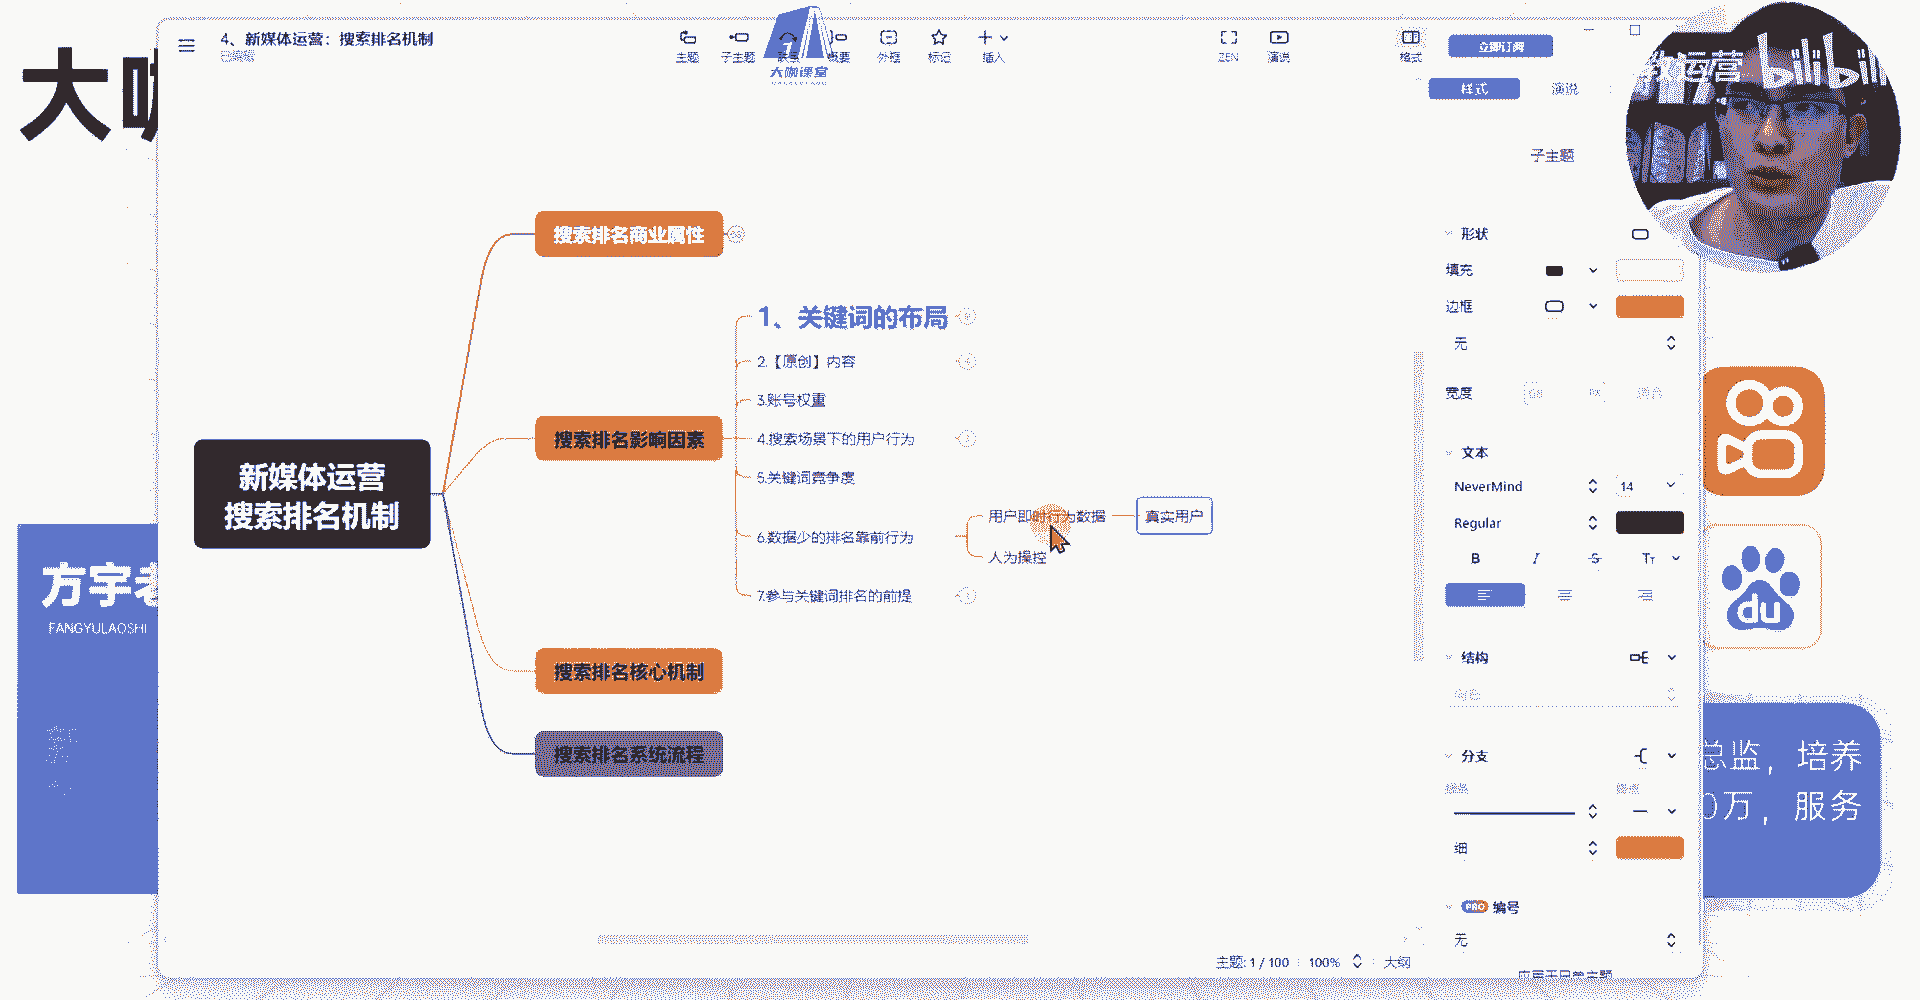 4、新媒体运营：搜索排名机制
已编辑
主题
子主题
概要
外框
标记
插入
ZEN
演说
格式
立即订阅
大咖课堂
教运营 bilibili
大咖
样式
演说
子主题
搜索排名商业属性
1、关键词的布局
2.【原创】内容
3.账号权重
4.搜索场景下的用户行为
5.关键词竞争度
6.数据少的排名靠前行为
用户即时行为数据
真实用户
人为操控
7.参与关键词排名的前提
搜索排名影响因素
新媒体运营
搜索排名机制
搜索排名核心机制
搜索排名系统流程
形状
填充
边框
无
宽度
文本
NeverMind
14
Regular
B
I
S
Tт
结构
分支
细
PRO 编号
无
方宇老
FANGYULAOSHI
du
总监，培养
0万，服务
主题: 1 / 100
100%
大纲